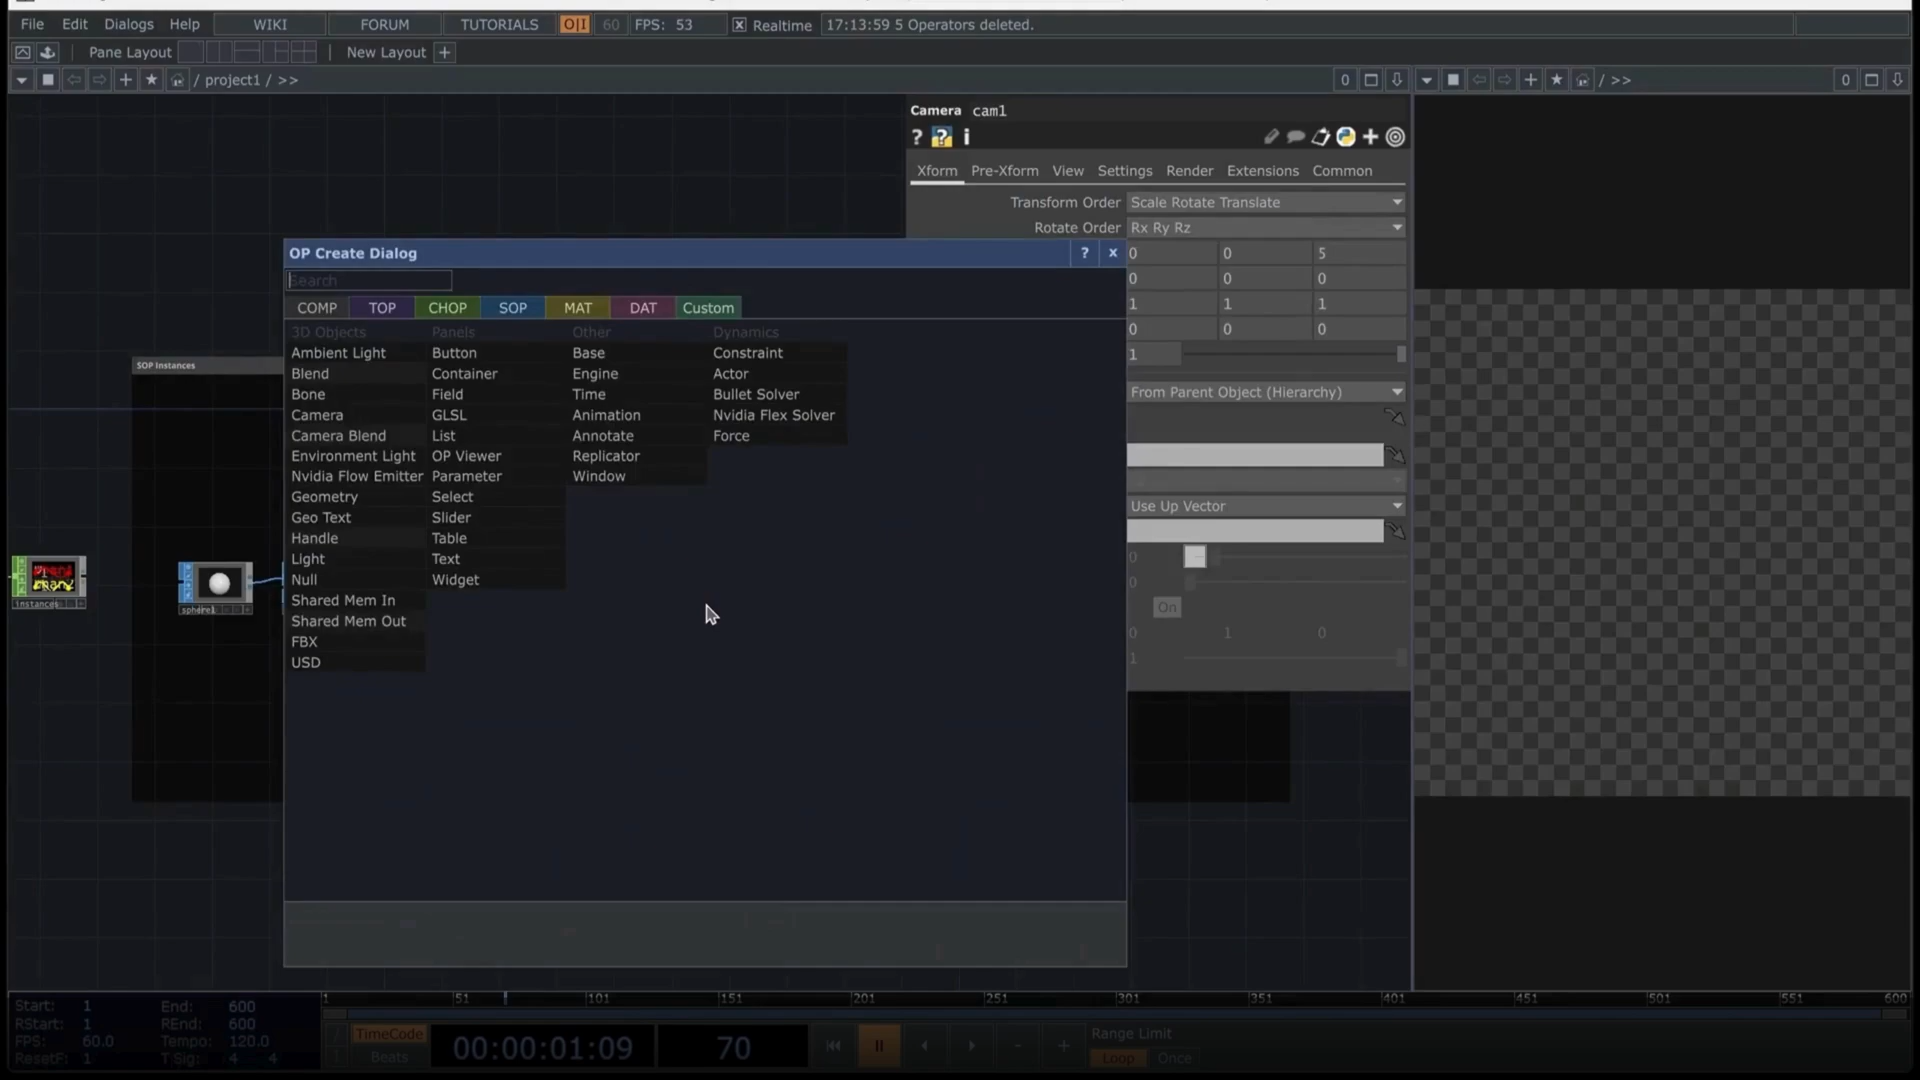 File Edit Dialogs Help WIKI FORUM TUTORIALS O|I 60 FPS: 53 Realtime 17:13:59 5 Operators deleted.
Pane Layout New Layout +
/ project1 / >> 0 / >> 0
Camera cam1
? ? i
Xform Pre-Xform View Settings Render Extensions Common
Transform Order Scale Rotate Translate
Rotate Order Rx Ry Rz
0 0 5
0 0 0
1 1 1
0 0 0
1
From Parent Object (Hierarchy)
Use Up Vector
0
0
On
0 1 0
1
OP Create Dialog ? x
Search
COMP TOP CHOP SOP MAT DAT Custom
3D Objects Panels Other Dynamics
Ambient Light Button Base Constraint
Blend Container Engine Actor
Bone Field Time Bullet Solver
Camera GLSL Animation Nvidia Flex Solver
Camera Blend List Annotate Force
Environment Light OP Viewer Replicator
Nvidia Flow Emitter Parameter Window
Geometry Select
Geo Text Slider
Handle Table
Light Text
Null Widget
Shared Mem In
Shared Mem Out
FBX
USD
SOP Instances
sphere1
1 51 101 151 201 251 301 351 401 451 501 551 600
Start: 1 End: 600
RStart: 1 REnd: 600
FPS: 60.0 Tempo: 120.0
ResetF: 1 T Sig: 4 4
TimeCode
Beats
00:00:01:09 70
Range Limit
Loop Once